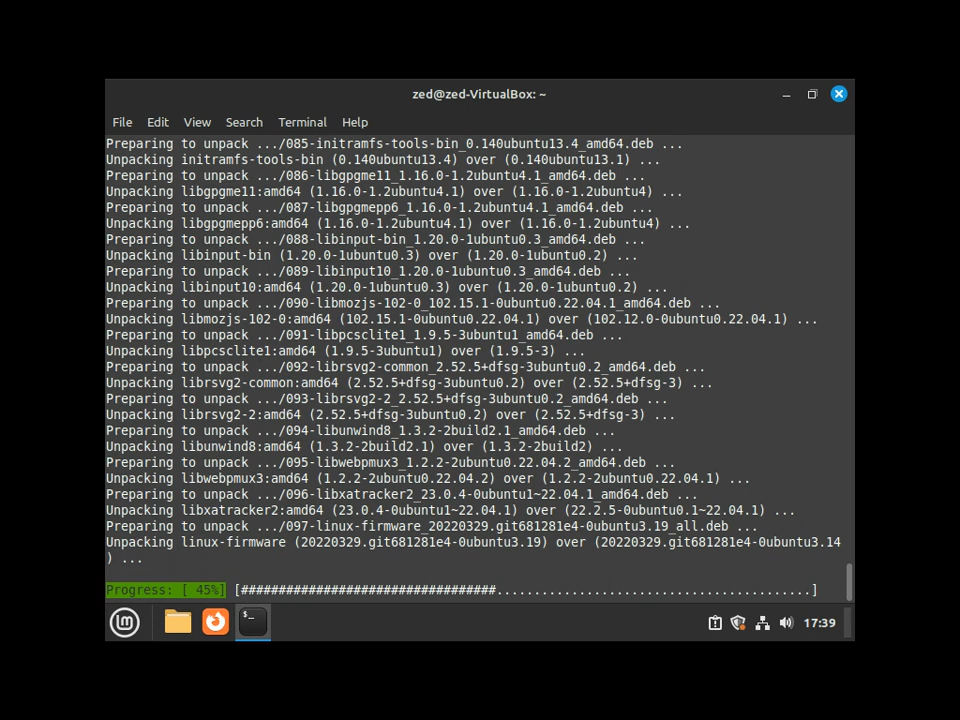 zed@zed-VirtualBox: ~
File Edit View Search Terminal Help
Preparing to unpack .../085-initramfs-tools-bin_0.140ubuntu13.4_amd64.deb ...
Unpacking initramfs-tools-bin (0.140ubuntu13.4) over (0.140ubuntu13.1) ...
Preparing to unpack .../086-libgpgme11_1.16.0-1.2ubuntu4.1_amd64.deb ...
Unpacking libgpgme11:amd64 (1.16.0-1.2ubuntu4.1) over (1.16.0-1.2ubuntu4) ...
Preparing to unpack .../087-libgpgmepp6_1.16.0-1.2ubuntu4.1_amd64.deb ...
Unpacking libgpgmepp6:amd64 (1.16.0-1.2ubuntu4.1) over (1.16.0-1.2ubuntu4) ...
Preparing to unpack .../088-libinput-bin_1.20.0-1ubuntu0.3_amd64.deb ...
Unpacking libinput-bin (1.20.0-1ubuntu0.3) over (1.20.0-1ubuntu0.2) ...
Preparing to unpack .../089-libinput10_1.20.0-1ubuntu0.3_amd64.deb ...
Unpacking libinput10:amd64 (1.20.0-1ubuntu0.3) over (1.20.0-1ubuntu0.2) ...
Preparing to unpack .../090-libmozjs-102-0_102.15.1-0ubuntu0.22.04.1_amd64.deb ...
Unpacking libmozjs-102-0:amd64 (102.15.1-0ubuntu0.22.04.1) over (102.12.0-0ubuntu0.22.04.1) ...
Preparing to unpack .../091-libpcsclite1_1.9.5-3ubuntu1_amd64.deb ...
Unpacking libpcsclite1:amd64 (1.9.5-3ubuntu1) over (1.9.5-3) ...
Preparing to unpack .../092-librsvg2-common_2.52.5+dfsg-3ubuntu0.2_amd64.deb ...
Unpacking librsvg2-common:amd64 (2.52.5+dfsg-3ubuntu0.2) over (2.52.5+dfsg-3) ...
Preparing to unpack .../093-librsvg2-2_2.52.5+dfsg-3ubuntu0.2_amd64.deb ...
Unpacking librsvg2-2:amd64 (2.52.5+dfsg-3ubuntu0.2) over (2.52.5+dfsg-3) ...
Preparing to unpack .../094-libunwind8_1.3.2-2build2.1_amd64.deb ...
Unpacking libunwind8:amd64 (1.3.2-2build2.1) over (1.3.2-2build2) ...
Preparing to unpack .../095-libwebpmux3_1.2.2-2ubuntu0.22.04.2_amd64.deb ...
Unpacking libwebpmux3:amd64 (1.2.2-2ubuntu0.22.04.2) over (1.2.2-2ubuntu0.22.04.1) ...
Preparing to unpack .../096-libxatracker2_23.0.4-0ubuntu1~22.04.1_amd64.deb ...
Unpacking libxatracker2:amd64 (23.0.4-0ubuntu1~22.04.1) over (22.2.5-0ubuntu0.1~22.04.1) ...
Preparing to unpack .../097-linux-firmware_20220329.git681281e4-0ubuntu3.19_all.deb ...
Unpacking linux-firmware (20220329.git681281e4-0ubuntu3.19) over (20220329.git681281e4-0ubuntu3.14
) ...
Progress: [ 45%] [##################################..........................................]
17:39